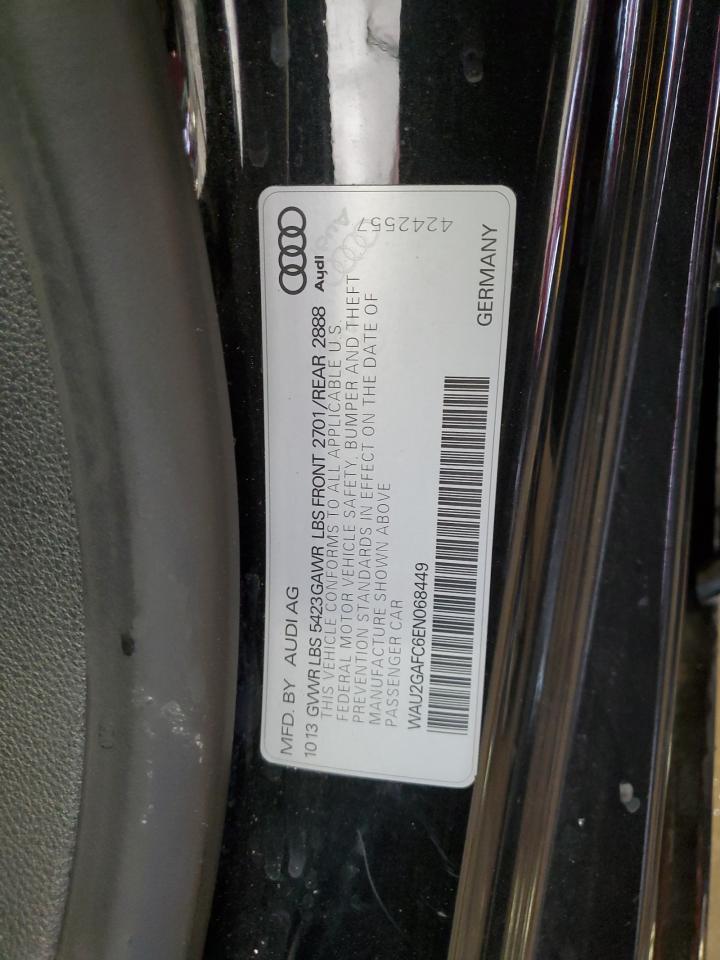 MFD. BY AUDI AG
Audi
10 13 GVWR LBS 5423 GAWR LBS FRONT 2701/REAR 2888
THIS VEHICLE CONFORMS TO ALL APPLICABLE U.S.
FEDERAL MOTOR VEHICLE SAFETY, BUMPER AND THEFT
PREVENTION STANDARDS IN EFFECT ON THE DATE OF
MANUFACTURE SHOWN ABOVE
PASSENGER CAR
WAU2GAFC6EN068449
GERMANY
4242557
Audi